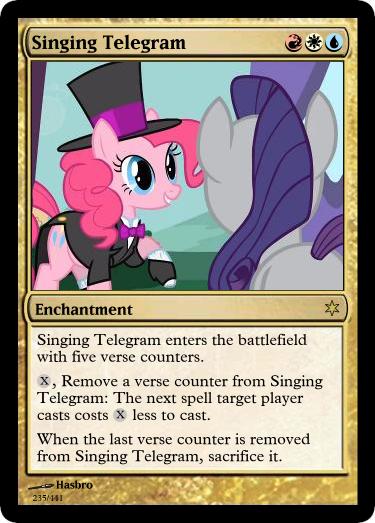 Singing Telegram
Enchantment
Singing Telegram enters the battlefield
with five verse counters.
X, Remove a verse counter from Singing
Telegram: The next spell target player
casts costs X less to cast.
When the last verse counter is removed
from Singing Telegram, sacrifice it.
Hasbro
235/441